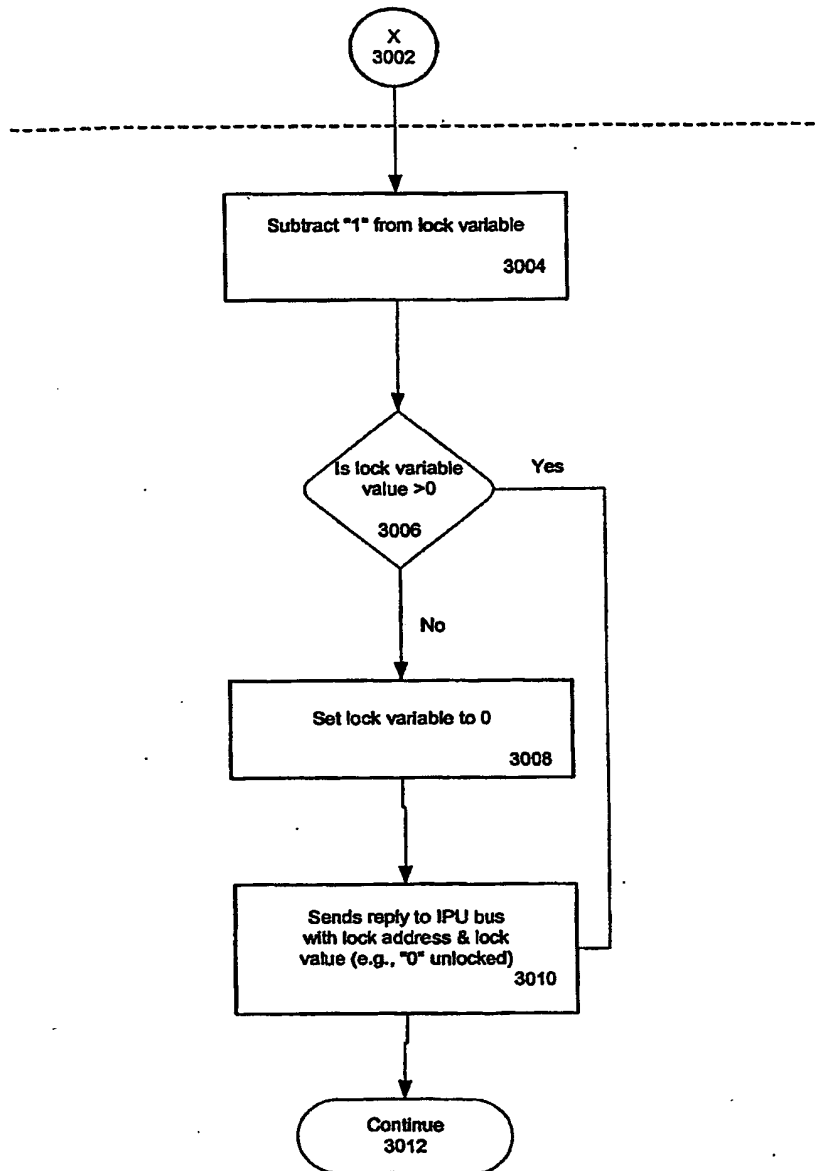 X
3002
Subtract "1" from lock variable
3004
Is lock variable
value >0
3006
Yes
No
Set lock variable to 0
3008
Sends reply to IPU bus
with lock address & lock
value (e.g., "0" unlocked)
3010
Continue
3012